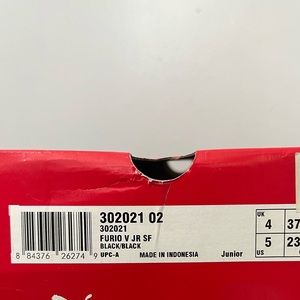 302021 02
302021
FURIO V JR SF
BLACK/BLACK
8 84376 26274 9 UPC-A MADE IN INDONESIA Junior
UK 4 37
US 5 23